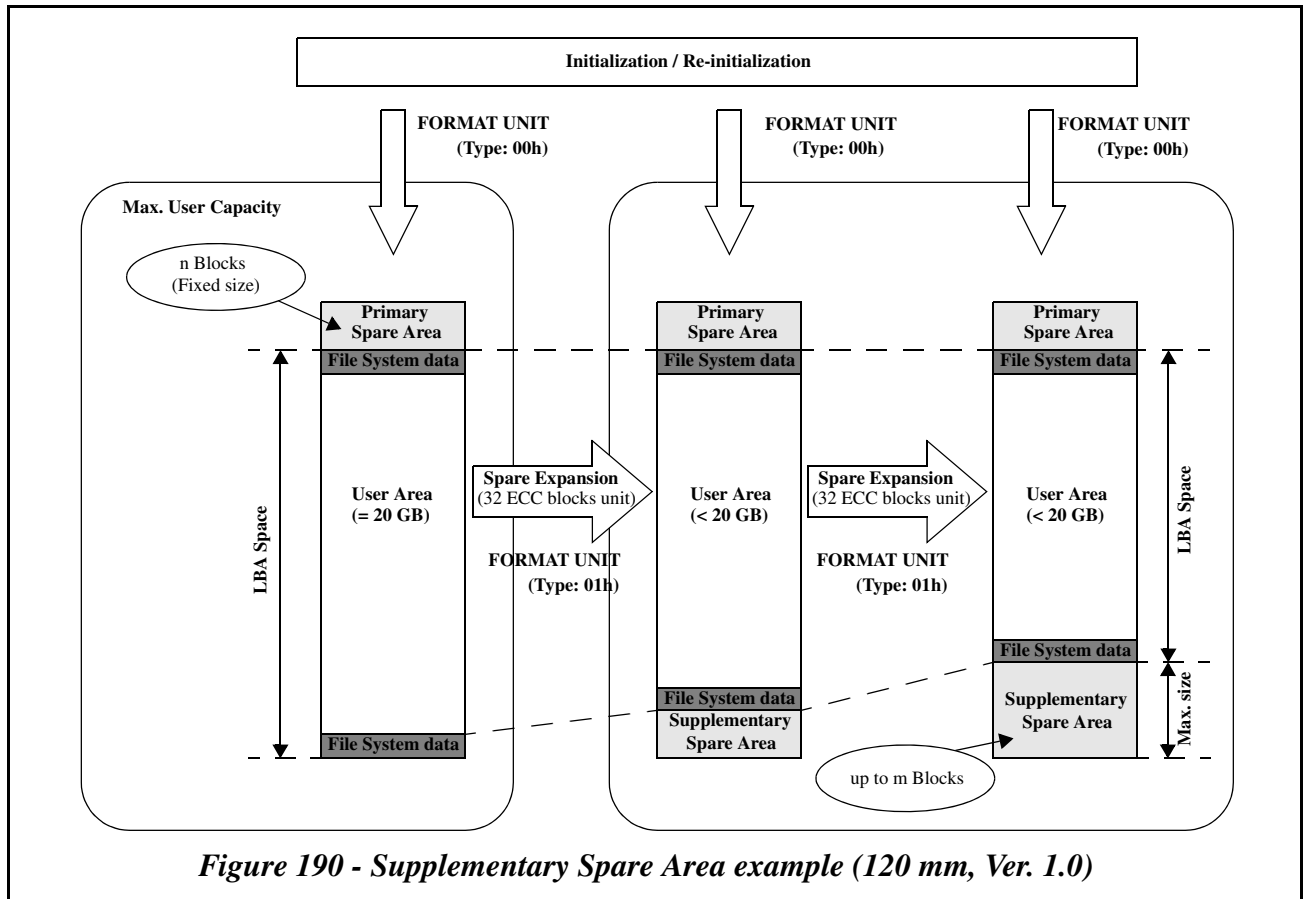 Initialization / Re-initialization
FORMAT UNIT
(Type: 00h)
FORMAT UNIT
(Type: 00h)
FORMAT UNIT
(Type: 00h)
Max. User Capacity
n Blocks
(Fixed size)
Primary
Spare Area
File System data
User Area
(= 20 GB)
File System data
LBA Space
Spare Expansion
(32 ECC blocks unit)
FORMAT UNIT
(Type: 01h)
Primary
Spare Area
File System data
User Area
(< 20 GB)
File System data
Supplementary
Spare Area
Spare Expansion
(32 ECC blocks unit)
FORMAT UNIT
(Type: 01h)
Primary
Spare Area
File System data
User Area
(< 20 GB)
File System data
Supplementary
Spare Area
LBA Space
Max. size
up to m Blocks
Figure 190 - Supplementary Spare Area example (120 mm, Ver. 1.0)